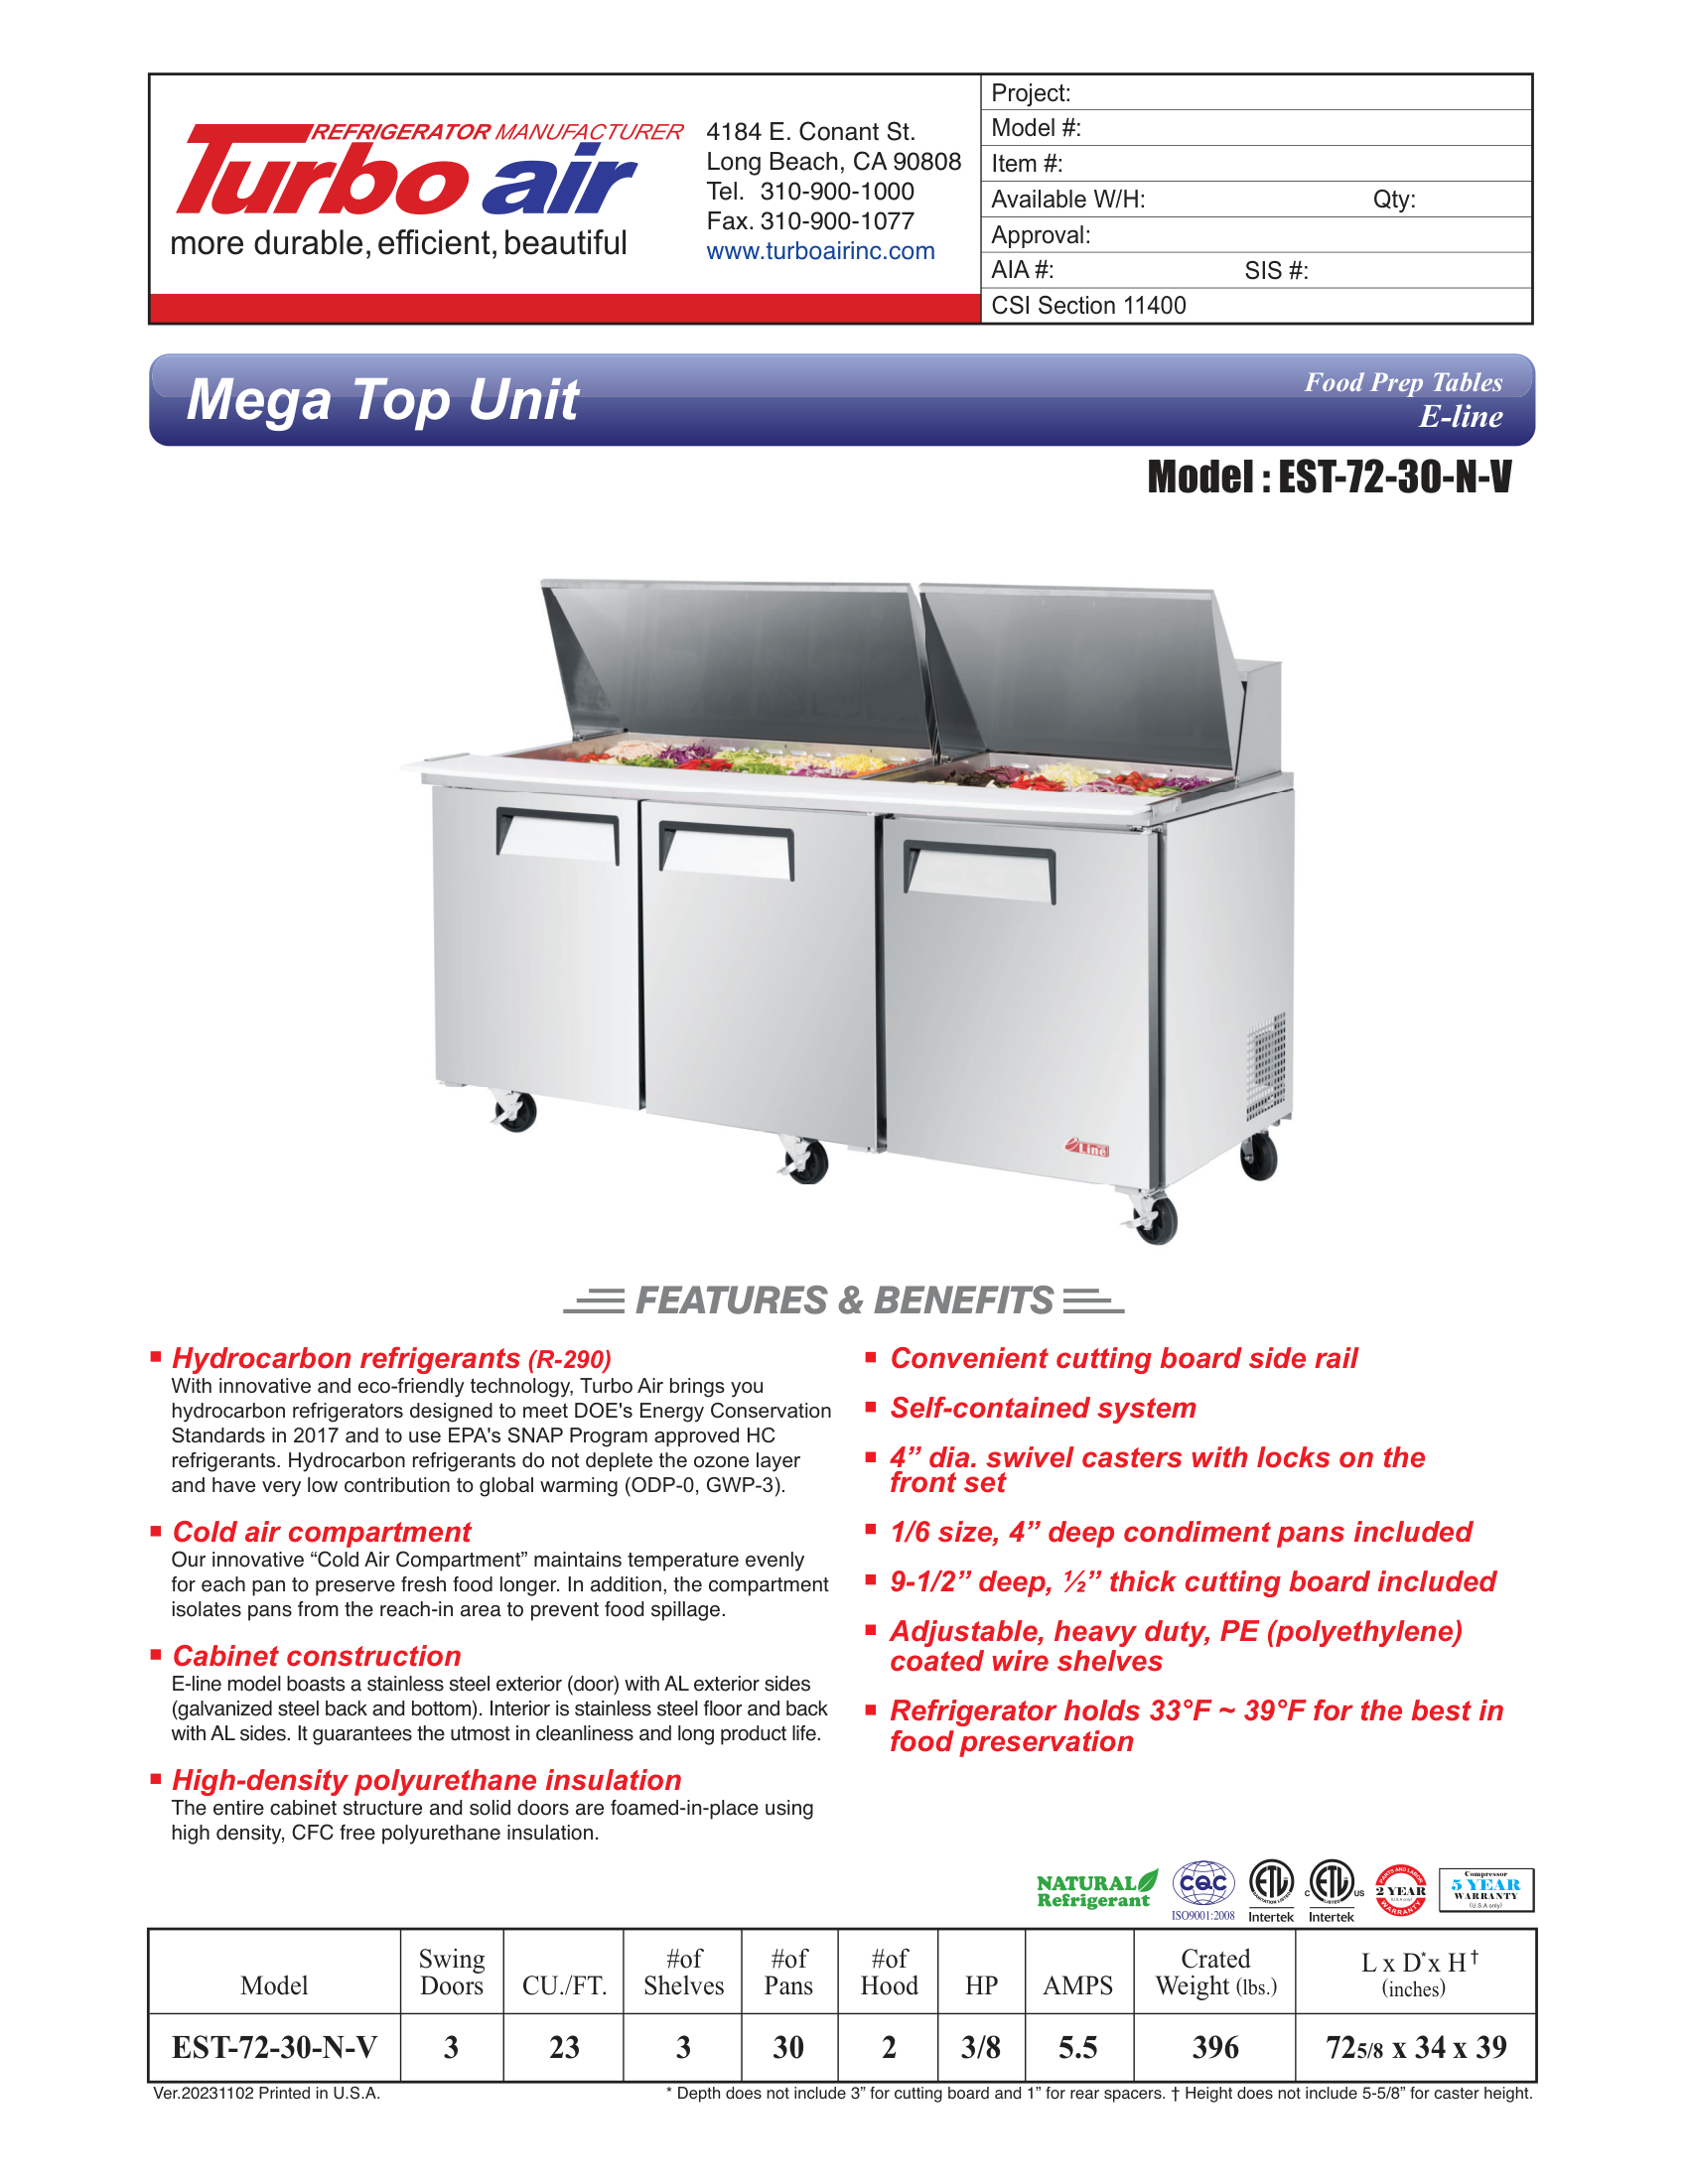 REFRIGERATOR MANUFACTURER
Turbo air
more durable, efficient, beautiful
4184 E. Conant St.
Long Beach, CA 90808
Tel. 310-900-1000
Fax. 310-900-1077
www.turboairinc.com
Project:
Model #:
Item #:
Available W/H: Qty:
Approval:
AIA #: SIS #:
CSI Section 11400
Mega Top Unit
Food Prep Tables
E-line
Model : EST-72-30-N-V
Line
FEATURES & BENEFITS
Hydrocarbon refrigerants (R-290)
With innovative and eco-friendly technology, Turbo Air brings you
hydrocarbon refrigerators designed to meet DOE's Energy Conservation
Standards in 2017 and to use EPA's SNAP Program approved HC
refrigerants. Hydrocarbon refrigerants do not deplete the ozone layer
and have very low contribution to global warming (ODP-0, GWP-3).
Cold air compartment
Our innovative “Cold Air Compartment” maintains temperature evenly
for each pan to preserve fresh food longer. In addition, the compartment
isolates pans from the reach-in area to prevent food spillage.
Cabinet construction
E-line model boasts a stainless steel exterior (door) with AL exterior sides
(galvanized steel back and bottom). Interior is stainless steel floor and back
with AL sides. It guarantees the utmost in cleanliness and long product life.
High-density polyurethane insulation
The entire cabinet structure and solid doors are foamed-in-place using
high density, CFC free polyurethane insulation.
Convenient cutting board side rail
Self-contained system
4” dia. swivel casters with locks on the
front set
1/6 size, 4” deep condiment pans included
9-1/2” deep, ½” thick cutting board included
Adjustable, heavy duty, PE (polyethylene)
coated wire shelves
Refrigerator holds 33°F ~ 39°F for the best in
food preservation
NATURAL
Refrigerant
CQC
ISO9001:2008
ETL
SANITATION LISTED
Intertek
C ETL US
LISTED
Intertek
PARTS AND LABOR
2 YEAR
(U.S.A only)
WARRANTY
Compressor
5 YEAR
WARRANTY
(U.S.A only)
Model Swing Doors CU./FT. #of Shelves #of Pans #of Hood HP AMPS Crated Weight (lbs.) L x D* x H† (inches)
EST-72-30-N-V 3 23 3 30 2 3/8 5.5 396 725/8 x 34 x 39
Ver.20231102 Printed in U.S.A.
* Depth does not include 3” for cutting board and 1” for rear spacers. † Height does not include 5-5/8” for caster height.